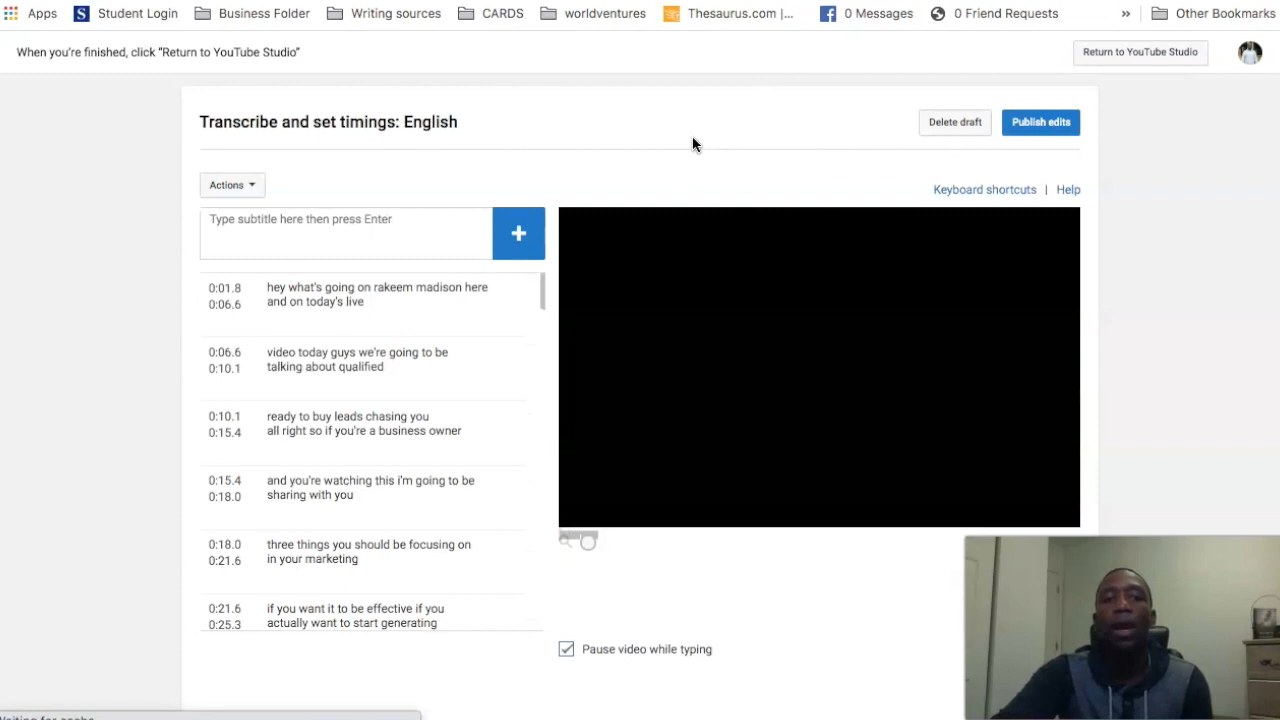 Apps Student Login Business Folder Writing sources CARDS worldventures Thesaurus.com |... 0 Messages 0 Friend Requests » Other Bookmarks
When you're finished, click "Return to YouTube Studio"
Return to YouTube Studio
Transcribe and set timings: English
Delete draft
Publish edits
Actions
Keyboard shortcuts | Help
Type subtitle here then press Enter
+
0:01.8 hey what's going on rakeem madison here
0:06.6 and on today's live
0:06.6 video today guys we're going to be
0:10.1 talking about qualified
0:10.1 ready to buy leads chasing you
0:15.4 all right so if you're a business owner
0:15.4 and you're watching this i'm going to be
0:18.0 sharing with you
0:18.0 three things you should be focusing on
0:21.6 in your marketing
0:21.6 if you want it to be effective if you
0:25.3 actually want to start generating
Pause video while typing